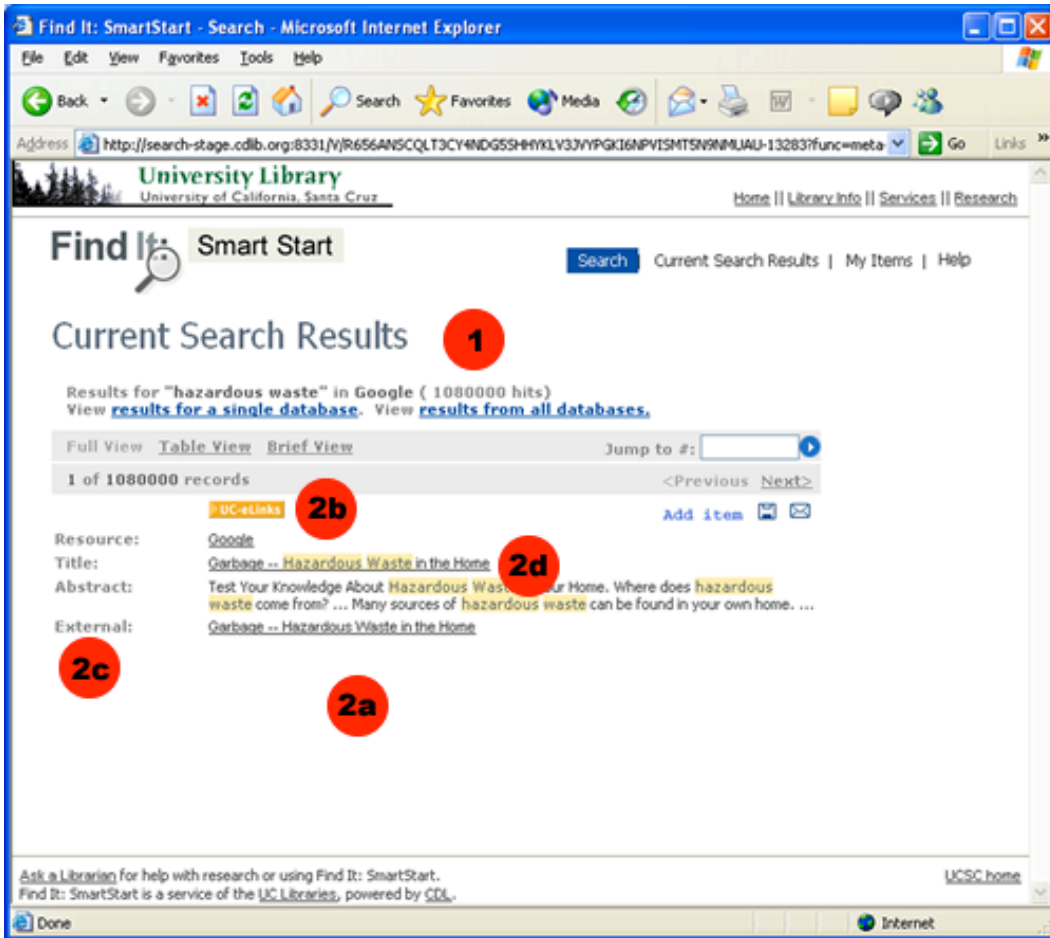 Find It: SmartStart - Search - Microsoft Internet Explorer
File Edit View Favorites Tools Help
Back Search Favorites Media
Address http://search-stage.cdlib.org:8331/V/ Go Links »
University Library
University of California, Santa Cruz
Home || Library Info || Services || Research
Find It: Smart Start
Search Current Search Results | My Items | Help
Current Search Results 1
Results for "hazardous waste" in Google ( 1080000 hits)
View results for a single database. View results from all databases.
Full View Table View Brief View Jump to #:
1 of 1080000 records <Previous Next>
UC-eLinks 2b Add item
Resource: Google
Title: Garbage -- Hazardous Waste in the Home 2d
Abstract: Test Your Knowledge About Hazardous Home. Where does hazardous
waste come from? ... Many sources of hazardous waste can be found in your own home. ...
External: Garbage -- Hazardous Waste in the Home
2c
2a
Ask a Librarian for help with research or using Find It: SmartStart. UCSC home
Find It: SmartStart is a service of the UC Libraries, powered by CDL.
Done Internet